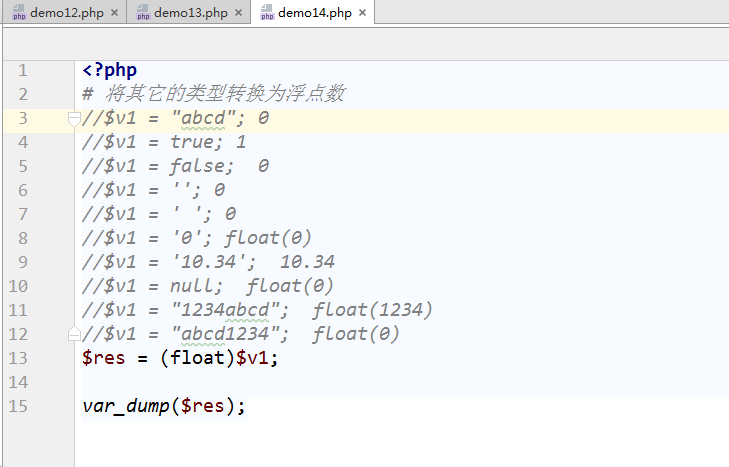 demo12.php × demo13.php × demo14.php ×
1 <?php
2 # 将其它的类型转换为浮点数
3 //$v1 = "abcd"; 0
4 //$v1 = true; 1
5 //$v1 = false;  0
6 //$v1 = ''; 0
7 //$v1 = ' '; 0
8 //$v1 = '0'; float(0)
9 //$v1 = '10.34';  10.34
10 //$v1 = null;  float(0)
11 //$v1 = "1234abcd";  float(1234)
12 //$v1 = "abcd1234";  float(0)
13 $res = (float)$v1;
14
15 var_dump($res);